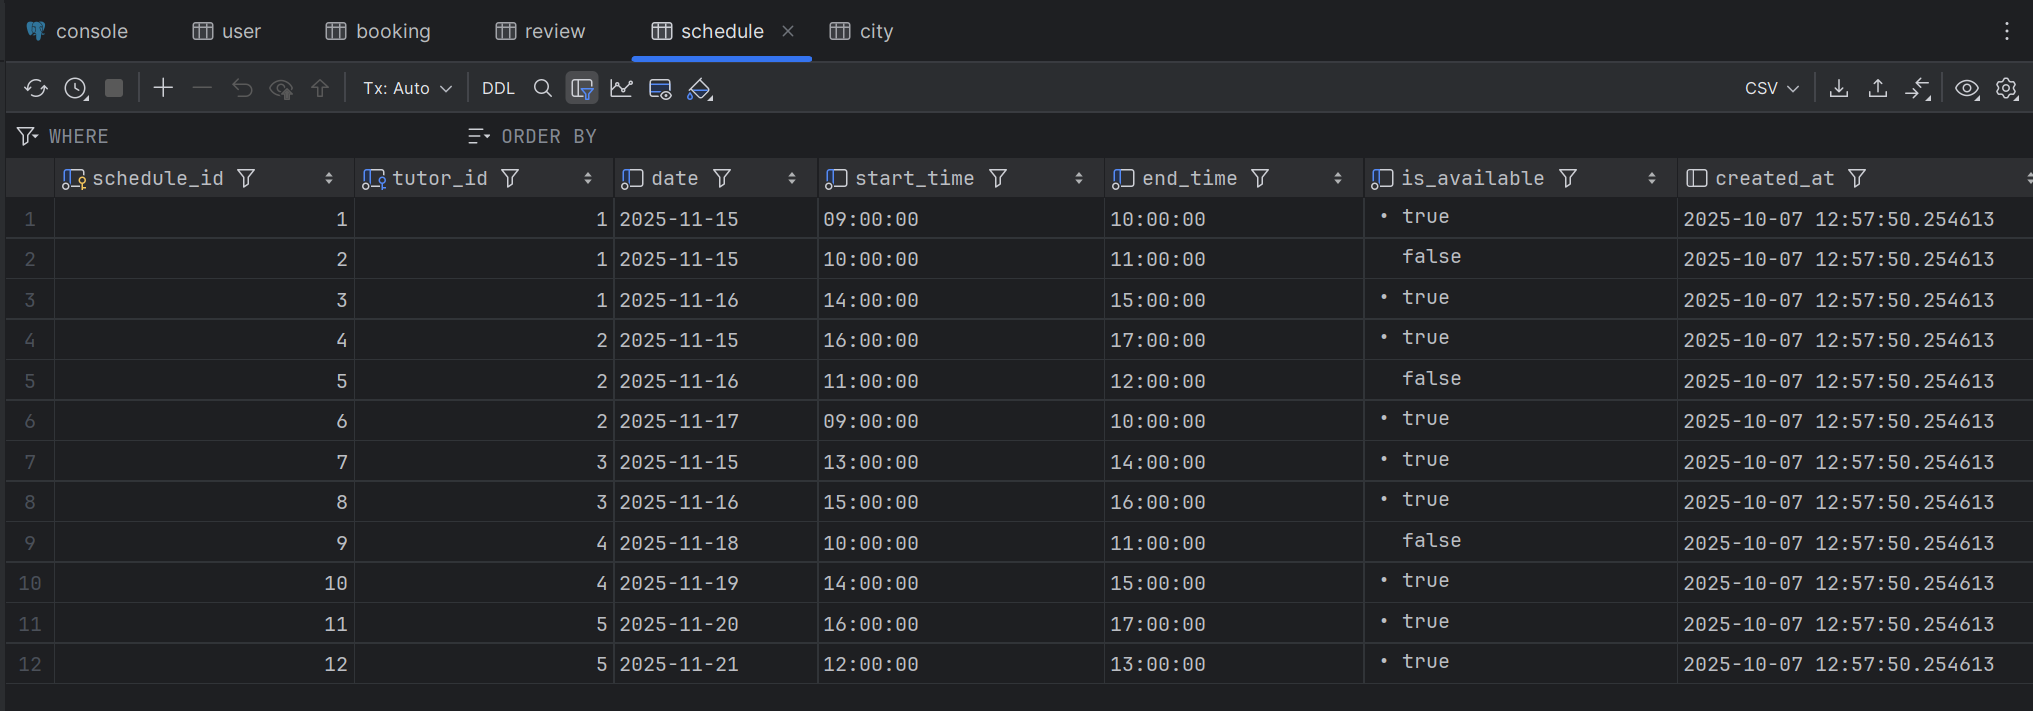 console user booking review schedule city
Tx: Auto DDL CSV
WHERE ORDER BY
schedule_id tutor_id date start_time end_time is_available created_at
1 1 1 2025-11-15 09:00:00 10:00:00 • true 2025-10-07 12:57:50.254613
2 2 1 2025-11-15 10:00:00 11:00:00 false 2025-10-07 12:57:50.254613
3 3 1 2025-11-16 14:00:00 15:00:00 • true 2025-10-07 12:57:50.254613
4 4 2 2025-11-15 16:00:00 17:00:00 • true 2025-10-07 12:57:50.254613
5 5 2 2025-11-16 11:00:00 12:00:00 false 2025-10-07 12:57:50.254613
6 6 2 2025-11-17 09:00:00 10:00:00 • true 2025-10-07 12:57:50.254613
7 7 3 2025-11-15 13:00:00 14:00:00 • true 2025-10-07 12:57:50.254613
8 8 3 2025-11-16 15:00:00 16:00:00 • true 2025-10-07 12:57:50.254613
9 9 4 2025-11-18 10:00:00 11:00:00 false 2025-10-07 12:57:50.254613
10 10 4 2025-11-19 14:00:00 15:00:00 • true 2025-10-07 12:57:50.254613
11 11 5 2025-11-20 16:00:00 17:00:00 • true 2025-10-07 12:57:50.254613
12 12 5 2025-11-21 12:00:00 13:00:00 • true 2025-10-07 12:57:50.254613